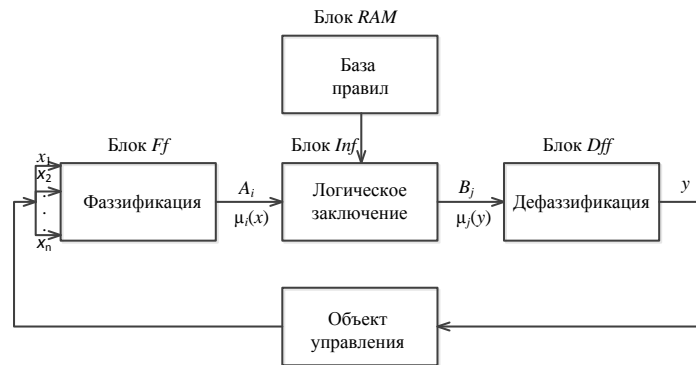 Блок RAM
База
правил
Блок Ff
Блок Inf
Блок Dff
x₁
x₂
.
.
.
xₙ
Фаззификация
Aᵢ
μᵢ(x)
Логическое
заключение
Bⱼ
μⱼ(y)
Дефаззификация
y
Объект
управления